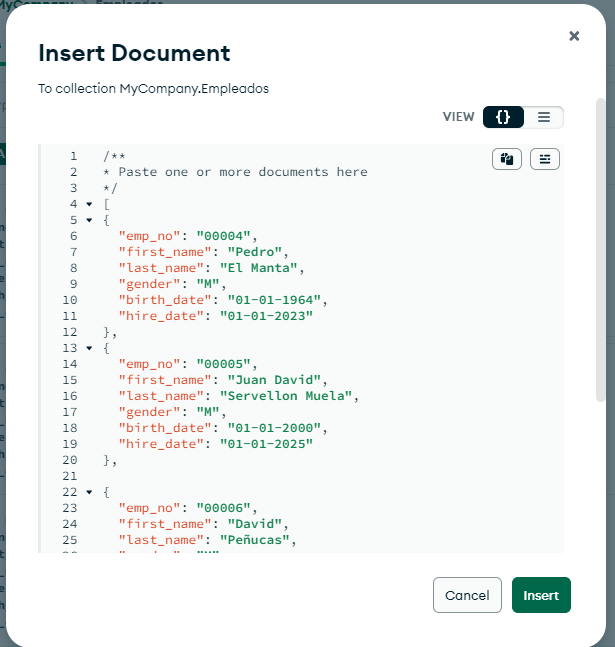 MyCompany Empleados
Insert Document
To collection MyCompany.Empleados
VIEW {}
1 /**
2 * Paste one or more documents here
3 */
4 [
5 {
6 "emp_no": "00004",
7 "first_name": "Pedro",
8 "last_name": "El Manta",
9 "gender": "M",
10 "birth_date": "01-01-1964",
11 "hire_date": "01-01-2023"
12 },
13 {
14 "emp_no": "00005",
15 "first_name": "Juan David",
16 "last_name": "Servellon Muela",
17 "gender": "M",
18 "birth_date": "01-01-2000",
19 "hire_date": "01-01-2025"
20 },
21
22 {
23 "emp_no": "00006",
24 "first_name": "David",
25 "last_name": "Peñucas",
Cancel Insert